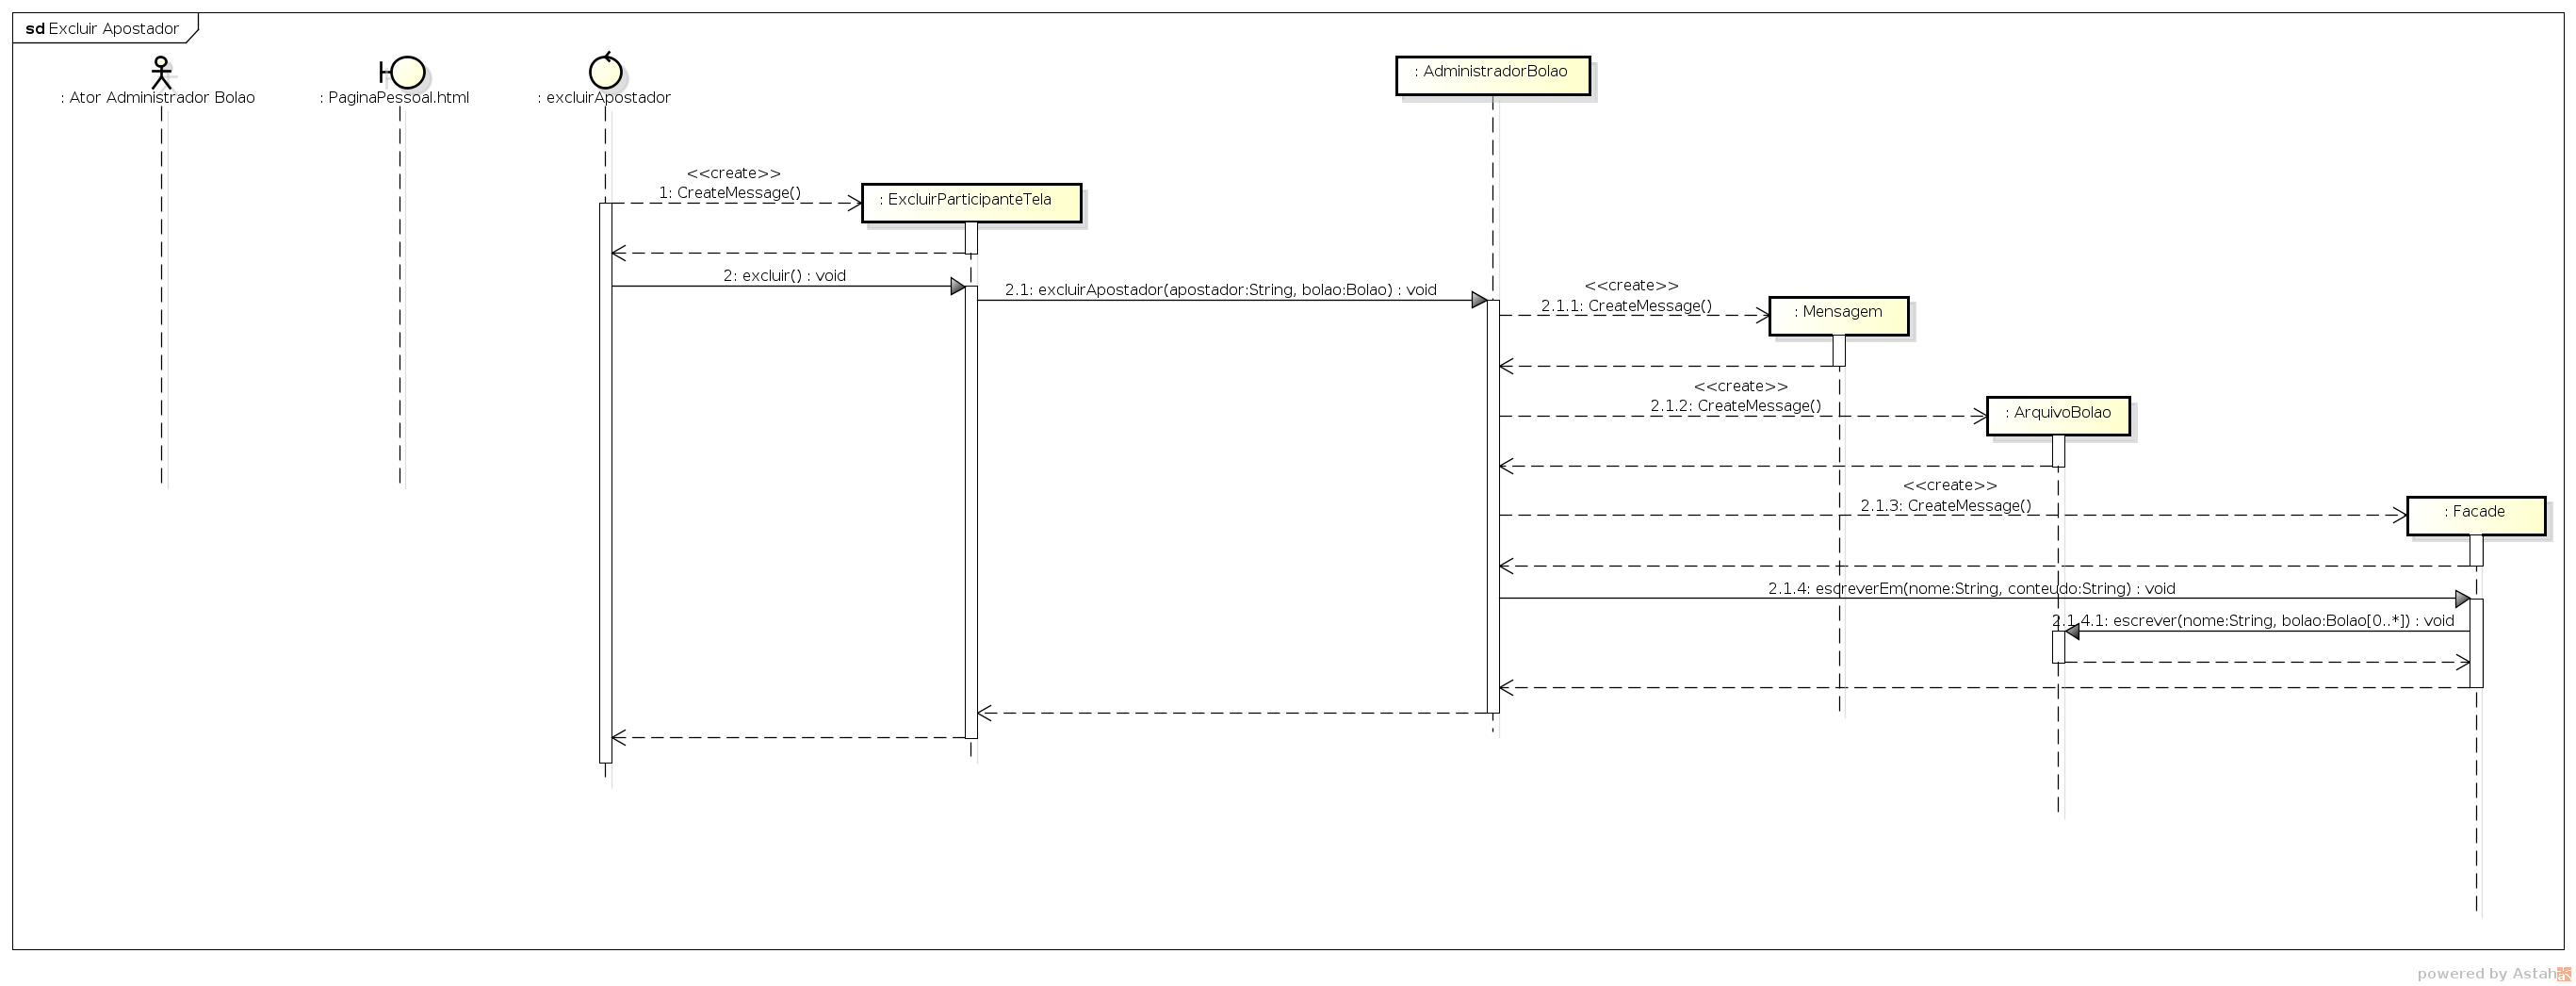 sd Excluir Apostador
: Ator Administrador Bolao
: PaginaPessoal.html
: excluirApostador
: AdministradorBolao
<<create>>
1: CreateMessage()
: ExcluirParticipanteTela
2: excluir() : void
2.1: excluirApostador(apostador:String, bolao:Bolao) : void
<<create>>
2.1.1: CreateMessage()
: Mensagem
<<create>>
2.1.2: CreateMessage()
: ArquivoBolao
<<create>>
2.1.3: CreateMessage()
: Facade
2.1.4: escreverEm(nome:String, conteudo:String) : void
2.1.4.1: escrever(nome:String, bolao:Bolao[0..*]) : void
powered by Astah